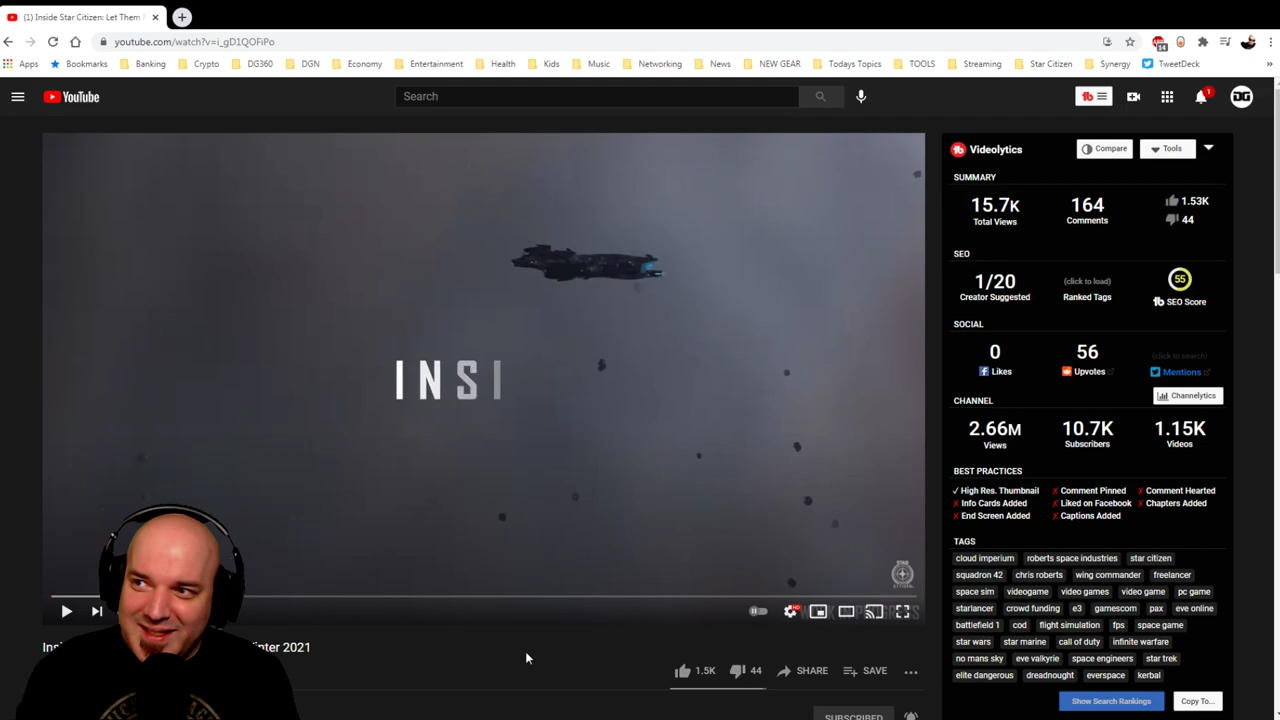 (1) Inside Star Citizen: Let Them
youtube.com/watch?v=i_gD1QOFiPo
14
Apps Bookmarks Banking Crypto DG360 DGN Economy Entertainment Health Kids Music Networking News NEW GEAR Todays Topics TOOLS Streaming Star Citizen Synergy TweetDeck »
YouTube
Search
1
DG
INSI
STAR CITIZEN
HD
Inter 2021
1.5K 44 SHARE SAVE
SUBSCRIBED
Videolytics Compare Tools
SUMMARY
15.7K 164 1.53K
Total Views Comments 44
SEO
1/20 (click to load) 55
Creator Suggested Ranked Tags SEO Score
SOCIAL
0 56 (click to search)
Likes Upvotes Mentions
CHANNEL Channelytics
2.66M 10.7K 1.15K
Views Subscribers Videos
BEST PRACTICES
✓ High Res. Thumbnail ✗ Comment Pinned ✗ Comment Hearted
✗ Info Cards Added ✗ Liked on Facebook ✗ Chapters Added
✗ End Screen Added ✗ Captions Added
TAGS
cloud imperium roberts space industries star citizen
squadron 42 chris roberts wing commander freelancer
space sim videogame video games video game pc game
starlancer crowd funding e3 gamescom pax eve online
battlefield 1 cod flight simulation fps space game
star wars star marine call of duty infinite warfare
no mans sky eve valkyrie space engineers star trek
elite dangerous dreadnought everspace kerbal
Show Search Rankings Copy To...